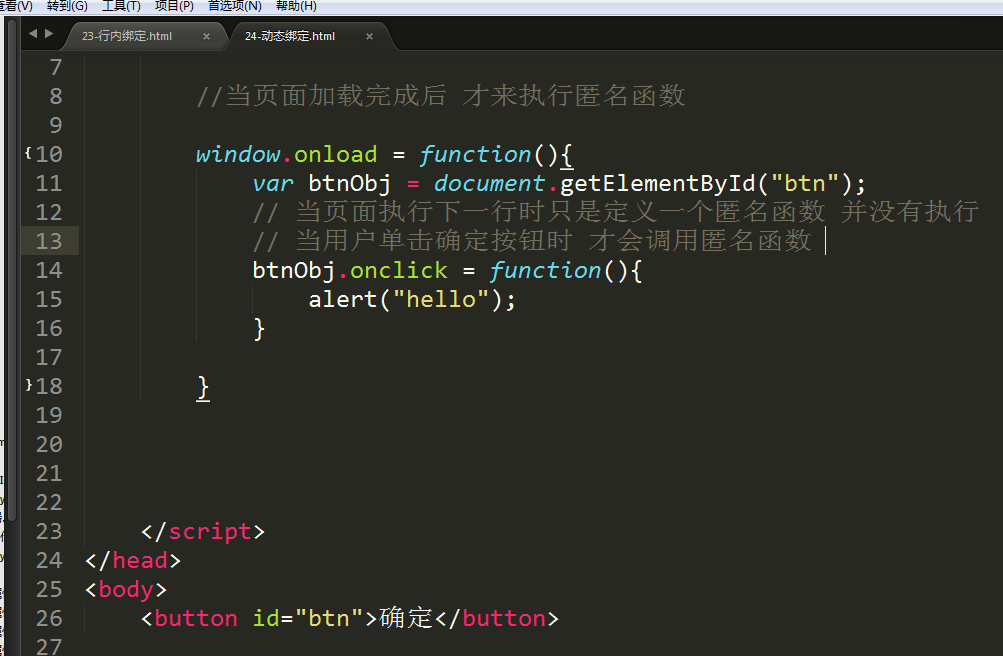 查看(V) 转到(G) 工具(T) 项目(P) 首选项(N) 帮助(H)
23-行内绑定.html × 24-动态绑定.html ×
7
8 //当页面加载完成后 才来执行匿名函数
9
{10 window.onload = function(){
11 var btnObj = document.getElementById("btn");
12 // 当页面执行下一行时只是定义一个匿名函数 并没有执行
13 // 当用户单击确定按钮时 才会调用匿名函数
14 btnObj.onclick = function(){
15 alert("hello");
16 }
17
}18 }
19
20
21
22
23 </script>
24 </head>
25 <body>
26 <button id="btn">确定</button>
27